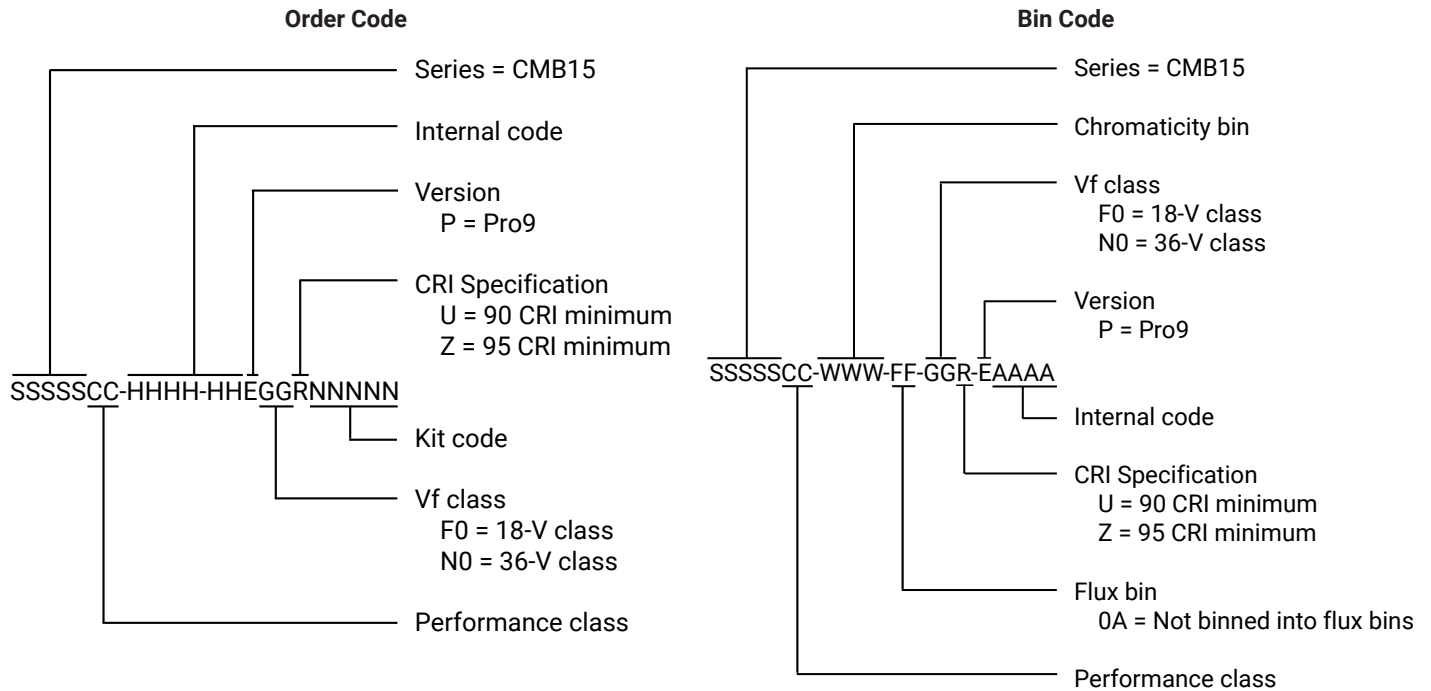 Order Code
Series = CMB15
Internal code
Version
P = Pro9
CRI Specification
U = 90 CRI minimum
Z = 95 CRI minimum
SSSSSCC-HHHH-HHEGGRNNNNN
Kit code
Vf class
F0 = 18-V class
N0 = 36-V class
Performance class
Bin Code
Series = CMB15
Chromaticity bin
Vf class
F0 = 18-V class
N0 = 36-V class
Version
P = Pro9
SSSSSCC-WWW-FF-GGR-EAAAA
Internal code
CRI Specification
U = 90 CRI minimum
Z = 95 CRI minimum
Flux bin
0A = Not binned into flux bins
Performance class